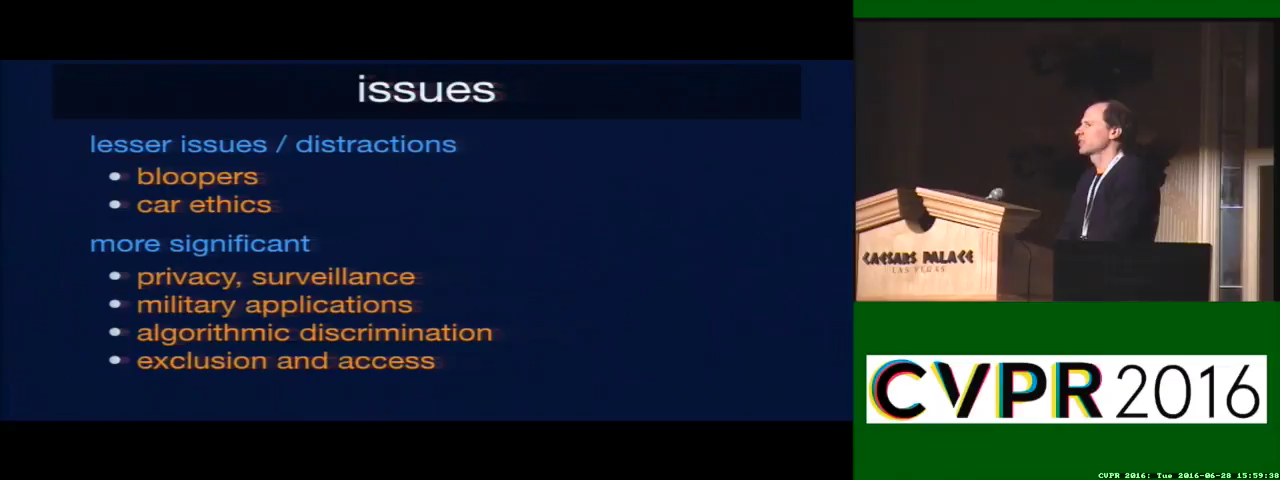 issues
lesser issues / distractions
• bloopers
• car ethics
more significant
• privacy, surveillance
• military applications
• algorithmic discrimination
• exclusion and access
CAESARS PALACE
LAS VEGAS
CVPR 2016
CVPR 2016: Tue 2016-06-28 15:59:38